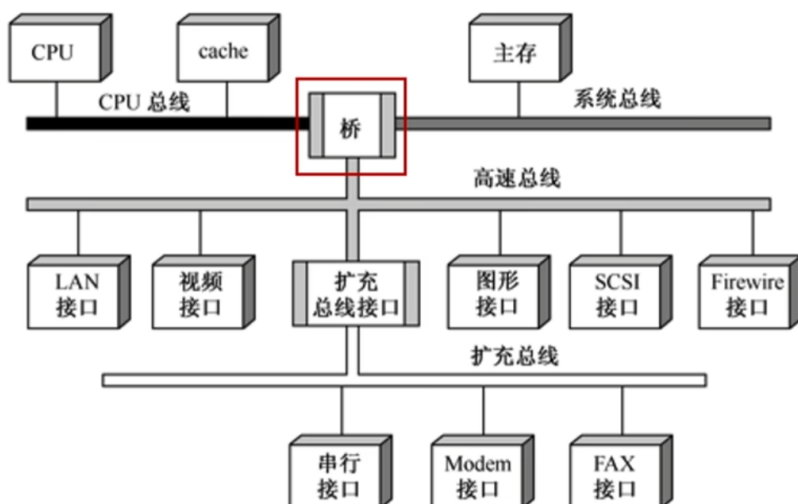 CPU
cache
主存
CPU 总线
系统总线
桥
高速总线
LAN
接口
视频
接口
扩充
总线接口
图形
接口
SCSI
接口
Firewire
接口
扩充总线
串行
接口
Modem
接口
FAX
接口